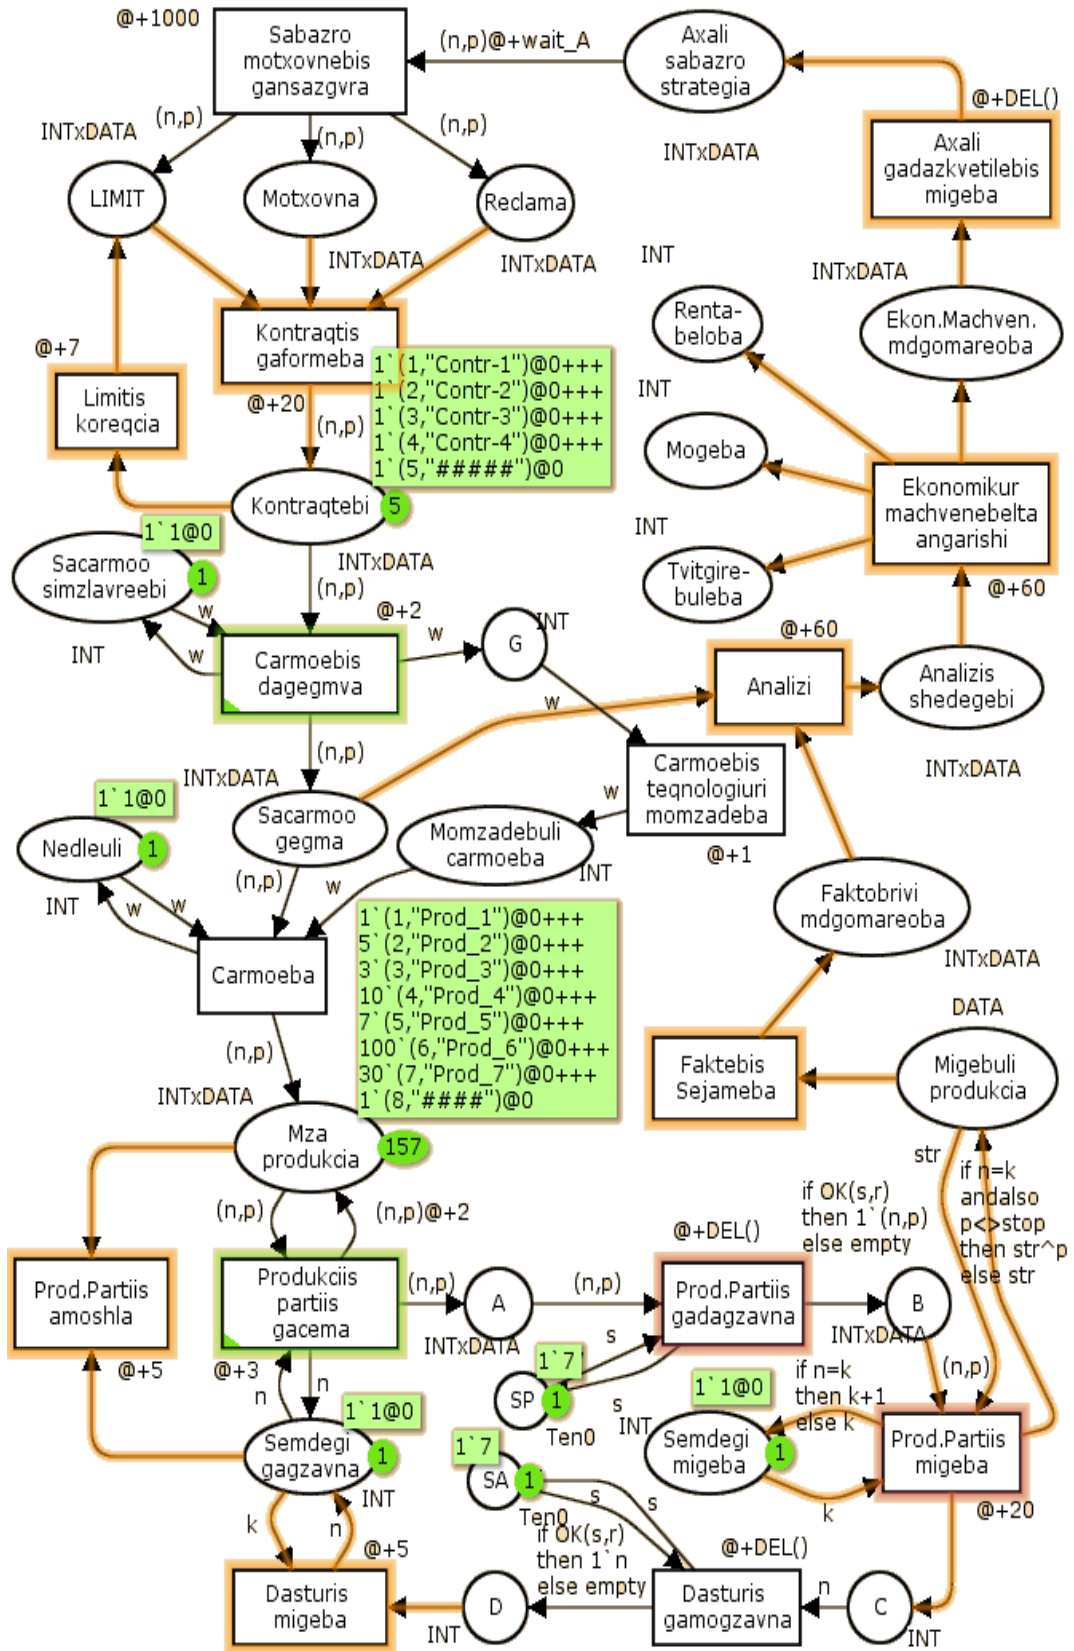 @+1000
Sabazro
motxovnebis
gansazgvra
(n,p)@+wait_A
Axali
sabazro
strategia
@+DEL()
INTxDATA
(n,p)
(n,p)
(n,p)
INTxDATA
Axali
gadazkvetilebis
migeba
LIMIT
Motxovna
Reclama
INTxDATA
INTxDATA
INT
INTxDATA
Kontraqtis
gaformeba
Renta-
beloba
Ekon.Machven.
mdgomareoba
@+7
Limitis
koreqcia
@+20
(n,p)
1`(1,"Contr-1")@0+++
1`(2,"Contr-2")@0+++
1`(3,"Contr-3")@0+++
1`(4,"Contr-4")@0+++
1`(5,"#####")@0
INT
Mogeba
Ekonomikur
machvenebelta
angarishi
Kontraqtebi
5
INTxDATA
1`1@0
Sacarmoo
simzlavreebi
1
INT
w
w
(n,p)
@+2
INT
Tvitgire-
buleba
@+60
Carmoebis
dagegmva
w
G
INT
@+60
Analizi
Analizis
shedegebi
INTxDATA
w
(n,p)
INTxDATA
Carmoebis
teqnologiuri
momzadeba
@+1
w
1`1@0
Nedleuli
1
INT
Sacarmoo
gegma
Momzadebuli
carmoeba
INT
(n,p)
w
w
w
Faktobrivi
mdgomareoba
INTxDATA
Carmoeba
1`(1,"Prod_1")@0+++
5`(2,"Prod_2")@0+++
3`(3,"Prod_3")@0+++
10`(4,"Prod_4")@0+++
7`(5,"Prod_5")@0+++
100`(6,"Prod_6")@0+++
30`(7,"Prod_7")@0+++
1`(8,"####")@0
(n,p)
INTxDATA
DATA
Faktebis
Sejameba
Migebuli
produkcia
Mza
produkcia
157
(n,p)
(n,p)@+2
str
if n=k
andalso
p<>stop
then str^p
else str
if OK(s,r)
then 1`(n,p)
else empty
@+DEL()
Prod.Partiis
amoshla
@+5
Produkciis
partiis
gacema
@+3
(n,p)
A
INTxDATA
(n,p)
Prod.Partiis
gadagzavna
B
INTxDATA
n
n
s
s
1`7
SP
1
Ten0
INT
1`1@0
if n=k
then k+1
else k
(n,p)
1`1@0
Semdegi
gagzavna
1
INT
1`7
SA
1
Ten0
s
s
Semdegi
migeba
1
k
Prod.Partiis
migeba
@+20
k
n
@+5
if OK(s,r)
then 1`n
else empty
@+DEL()
Dasturis
migeba
D
INT
Dasturis
gamogzavna
n
C
INT